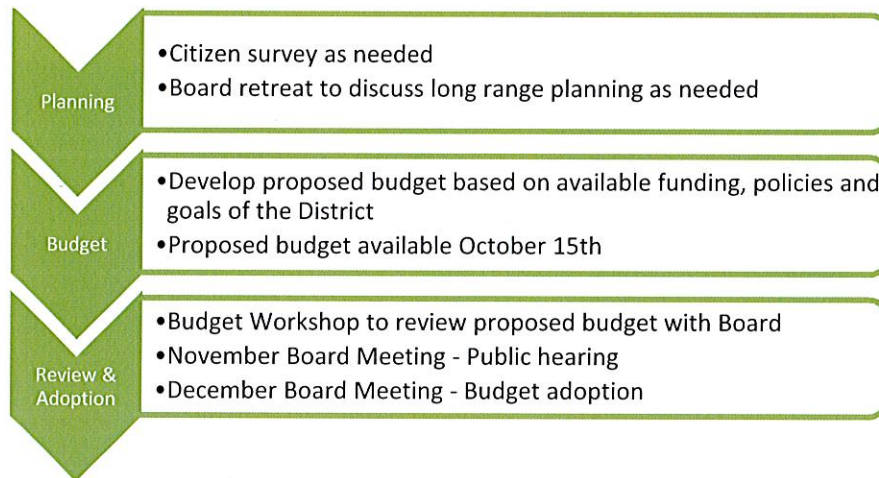 Planning
•Citizen survey as needed
•Board retreat to discuss long range planning as needed
Budget
•Develop proposed budget based on available funding, policies and
goals of the District
•Proposed budget available October 15th
Review &
Adoption
•Budget Workshop to review proposed budget with Board
•November Board Meeting - Public hearing
•December Board Meeting - Budget adoption